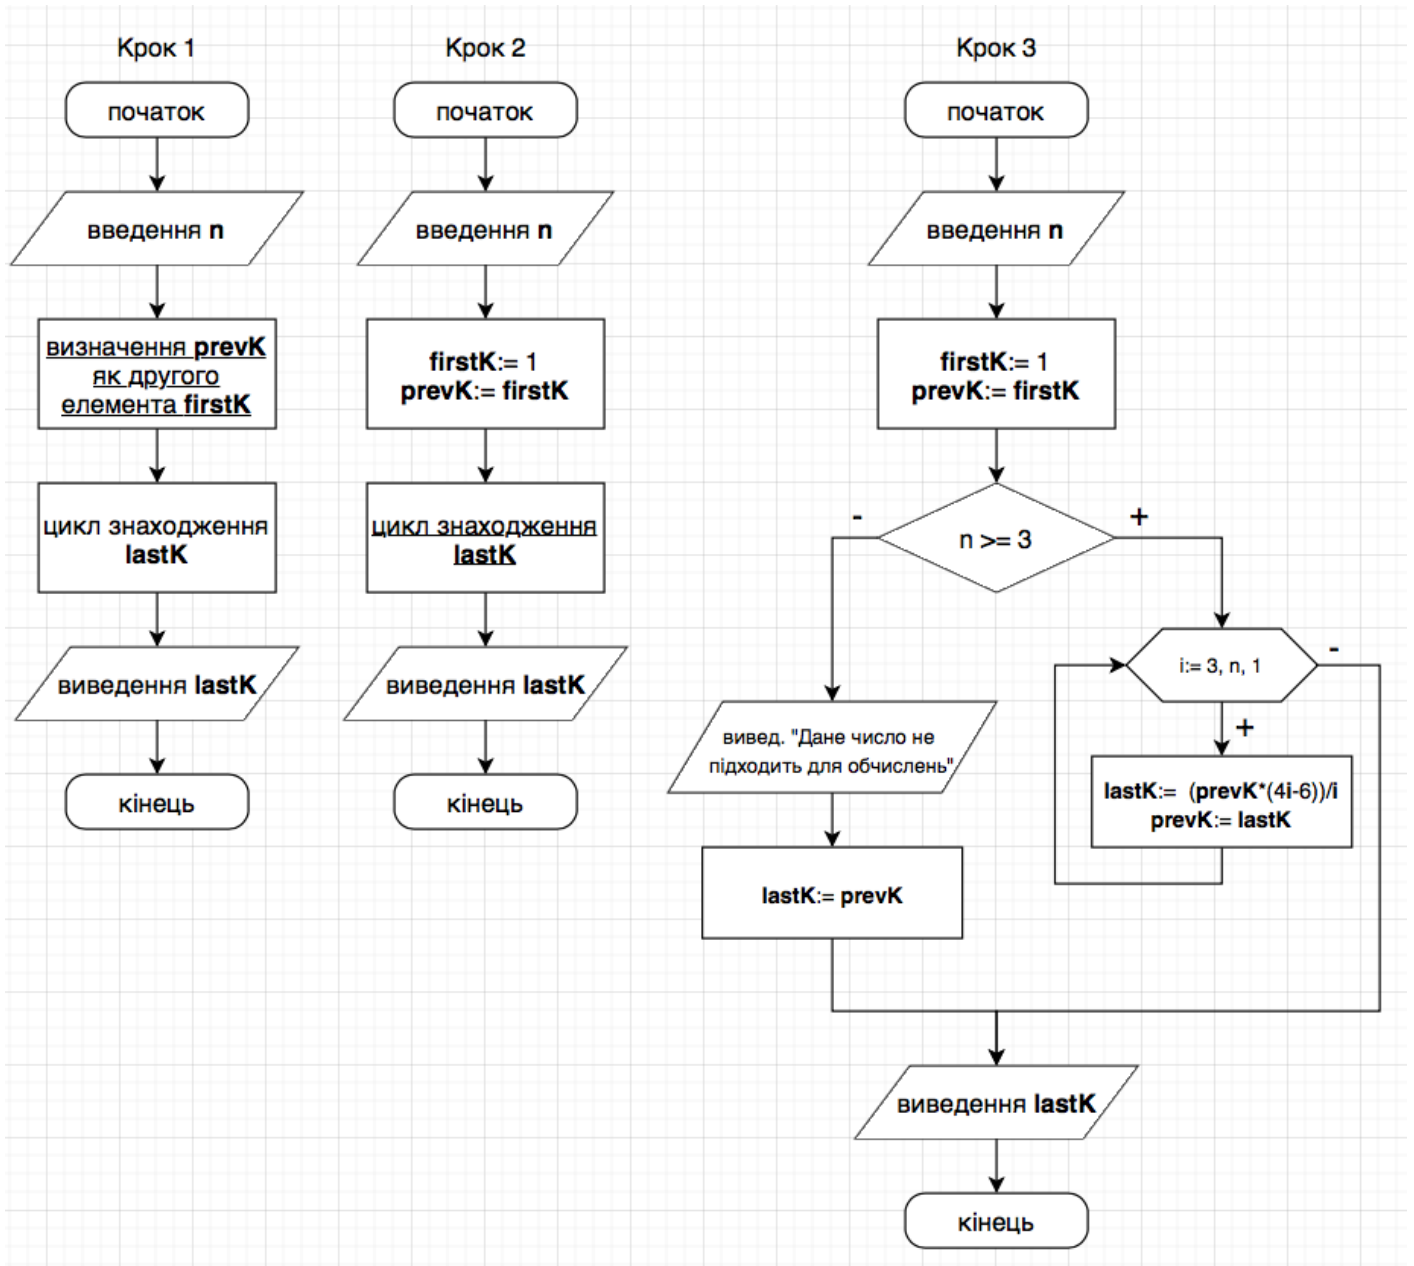 Крок 1
початок
введення n
визначення prevK
як другого
елемента firstK
цикл знаходження
lastK
виведення lastK
кінець
Крок 2
початок
введення n
firstK:= 1
prevK:= firstK
цикл знаходження
lastK
виведення lastK
кінець
Крок 3
початок
введення n
firstK:= 1
prevK:= firstK
n >= 3
-
+
вивед. "Дане число не
підходить для обчислень"
lastK:= prevK
i:= 3, n, 1
-
+
lastK:= (prevK*(4i-6))/i
prevK:= lastK
виведення lastK
кінець